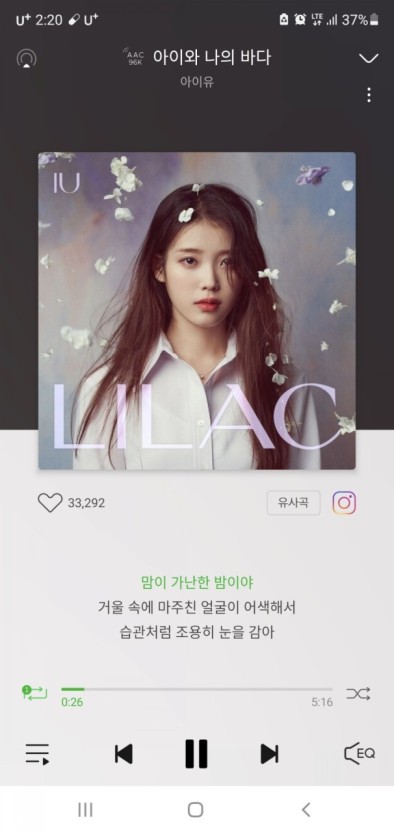 U+ 2:20 U+ LTE 37%
AAC
96K
아이와 나의 바다
아이유
IU
LILAC
33,292
유사곡
맘이 가난한 밤이야
거울 속에 마주친 얼굴이 어색해서
습관처럼 조용히 눈을 감아
1
0:26
5:16
EQ